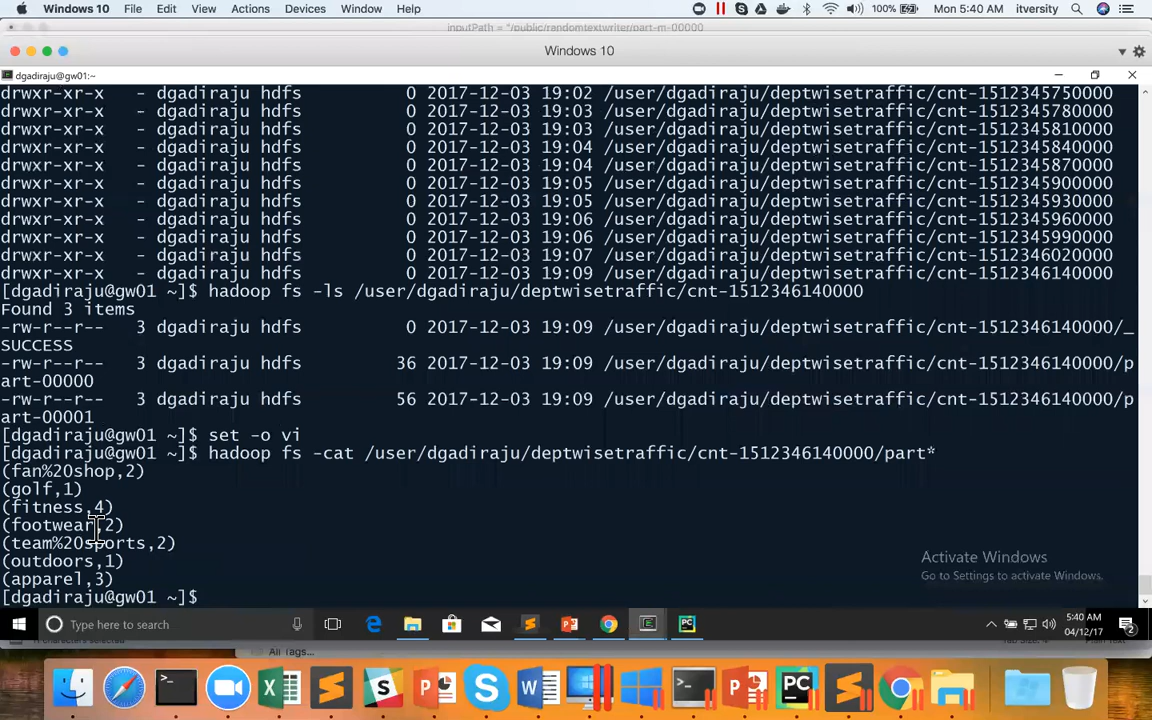 Windows 10 File Edit View Actions Devices Window Help 100% Mon 5:40 AM itversity
inputPath = "/public/randomtextwriter/part-m-00000
Windows 10
dgadiraju@gw01:~
drwxr-xr-x - dgadiraju hdfs 0 2017-12-03 19:02 /user/dgadiraju/deptwisetraffic/cnt-1512345750000
drwxr-xr-x - dgadiraju hdfs 0 2017-12-03 19:03 /user/dgadiraju/deptwisetraffic/cnt-1512345780000
drwxr-xr-x - dgadiraju hdfs 0 2017-12-03 19:03 /user/dgadiraju/deptwisetraffic/cnt-1512345810000
drwxr-xr-x - dgadiraju hdfs 0 2017-12-03 19:04 /user/dgadiraju/deptwisetraffic/cnt-1512345840000
drwxr-xr-x - dgadiraju hdfs 0 2017-12-03 19:04 /user/dgadiraju/deptwisetraffic/cnt-1512345870000
drwxr-xr-x - dgadiraju hdfs 0 2017-12-03 19:05 /user/dgadiraju/deptwisetraffic/cnt-1512345900000
drwxr-xr-x - dgadiraju hdfs 0 2017-12-03 19:05 /user/dgadiraju/deptwisetraffic/cnt-1512345930000
drwxr-xr-x - dgadiraju hdfs 0 2017-12-03 19:06 /user/dgadiraju/deptwisetraffic/cnt-1512345960000
drwxr-xr-x - dgadiraju hdfs 0 2017-12-03 19:06 /user/dgadiraju/deptwisetraffic/cnt-1512345990000
drwxr-xr-x - dgadiraju hdfs 0 2017-12-03 19:07 /user/dgadiraju/deptwisetraffic/cnt-1512346020000
drwxr-xr-x - dgadiraju hdfs 0 2017-12-03 19:09 /user/dgadiraju/deptwisetraffic/cnt-1512346140000
[dgadiraju@gw01 ~]$ hadoop fs -ls /user/dgadiraju/deptwisetraffic/cnt-1512346140000
Found 3 items
-rw-r--r-- 3 dgadiraju hdfs 0 2017-12-03 19:09 /user/dgadiraju/deptwisetraffic/cnt-1512346140000/_
SUCCESS
-rw-r--r-- 3 dgadiraju hdfs 36 2017-12-03 19:09 /user/dgadiraju/deptwisetraffic/cnt-1512346140000/p
art-00000
-rw-r--r-- 3 dgadiraju hdfs 56 2017-12-03 19:09 /user/dgadiraju/deptwisetraffic/cnt-1512346140000/p
art-00001
[dgadiraju@gw01 ~]$ set -o vi
[dgadiraju@gw01 ~]$ hadoop fs -cat /user/dgadiraju/deptwisetraffic/cnt-1512346140000/part*
(fan%20shop,2)
(golf,1)
(fitness,4)
(footwear,2)
(team%20sports,2)
(outdoors,1)
(apparel,3)
[dgadiraju@gw01 ~]$
Activate Windows
Go to Settings to activate Windows.
Type here to search
5:40 AM
04/12/17
All Tags...